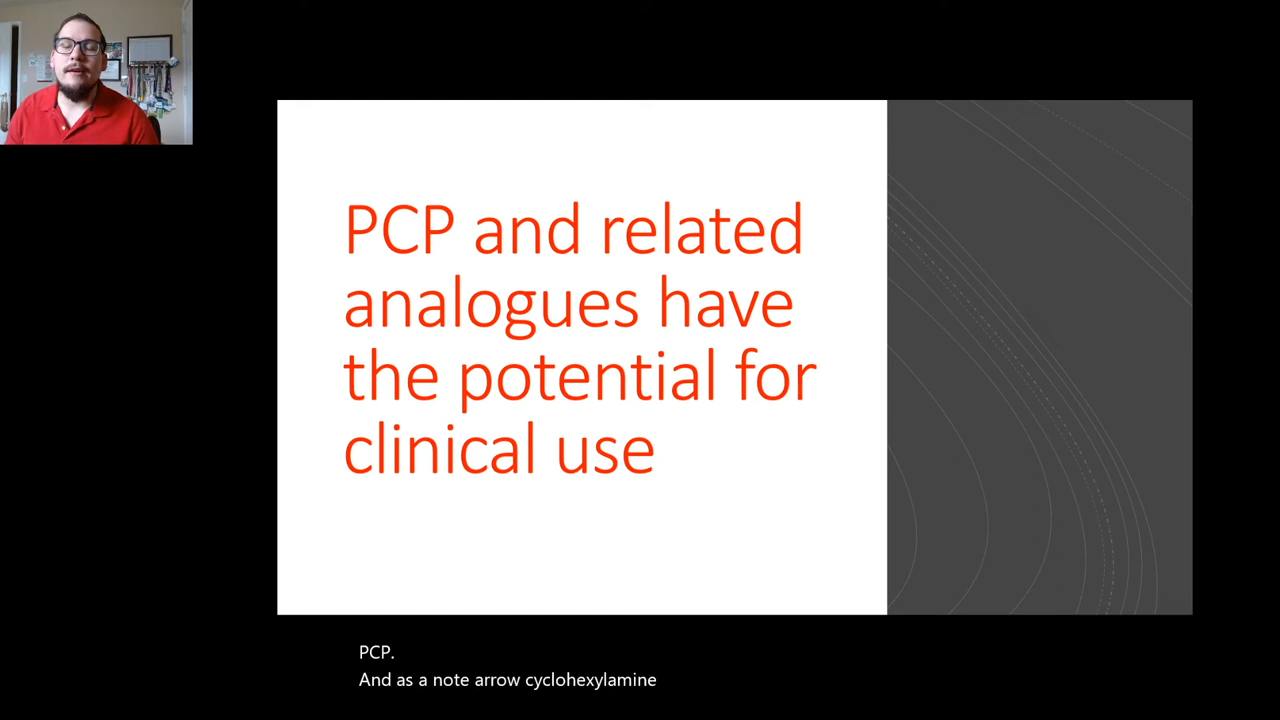 PCP and related
analogues have
the potential for
clinical use
PCP.
And as a note arrow cyclohexylamine